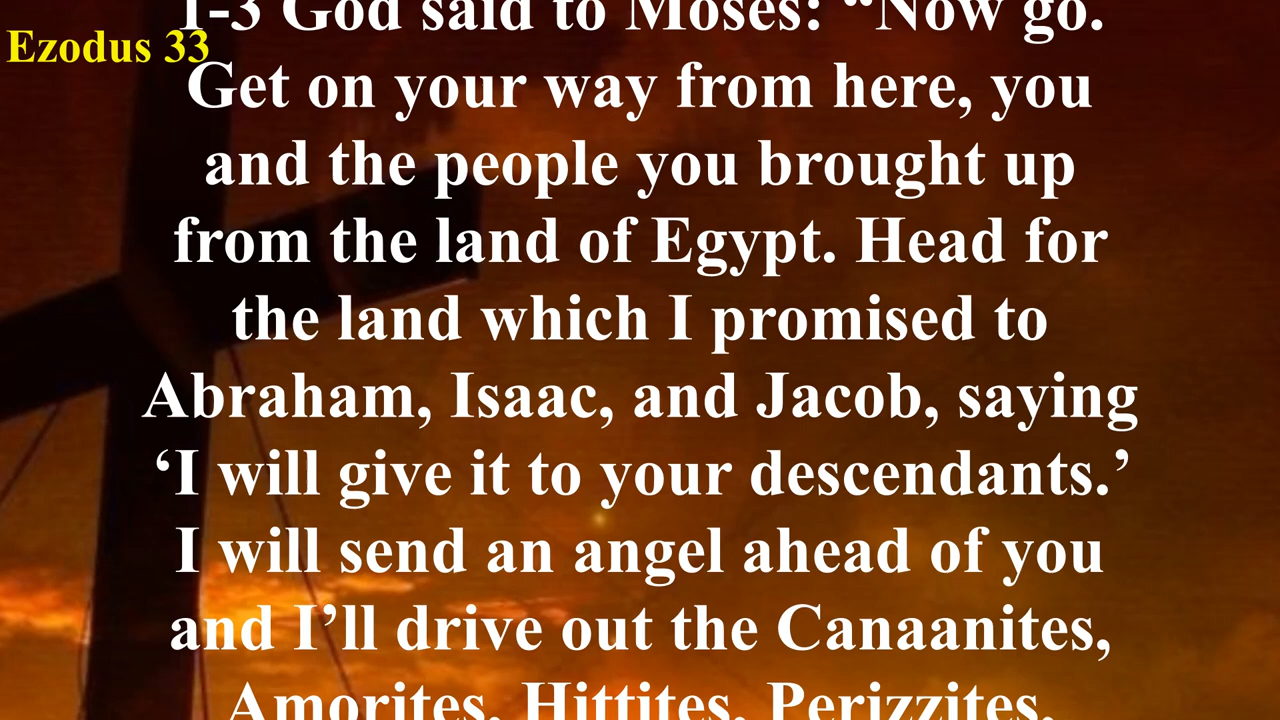 Ezodus 33
1-3 God said to Moses: “Now go.
Get on your way from here, you
and the people you brought up
from the land of Egypt. Head for
the land which I promised to
Abraham, Isaac, and Jacob, saying
‘I will give it to your descendants.’
I will send an angel ahead of you
and I’ll drive out the Canaanites,
Amorites, Hittites, Perizzites,